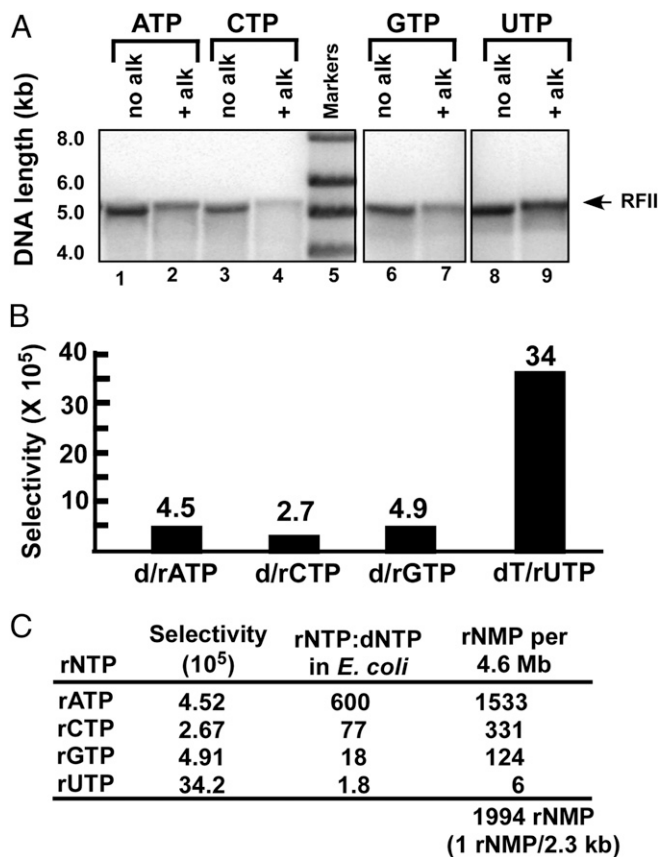 A
ATP CTP GTP UTP
no alk + alk no alk + alk Markers no alk + alk no alk + alk
DNA length (kb)
8.0
6.0
5.0
4.0
RFII
1 2 3 4 5 6 7 8 9
B
Selectivity (X 10⁵)
40
30
20
10
4.5 2.7 4.9 34
d/rATP d/rCTP d/rGTP dT/rUTP
C
Selectivity rNTP:dNTP rNMP per
rNTP (10⁵) in E. coli 4.6 Mb
rATP 4.52 600 1533
rCTP 2.67 77 331
rGTP 4.91 18 124
rUTP 34.2 1.8 6
1994 rNMP
(1 rNMP/2.3 kb)